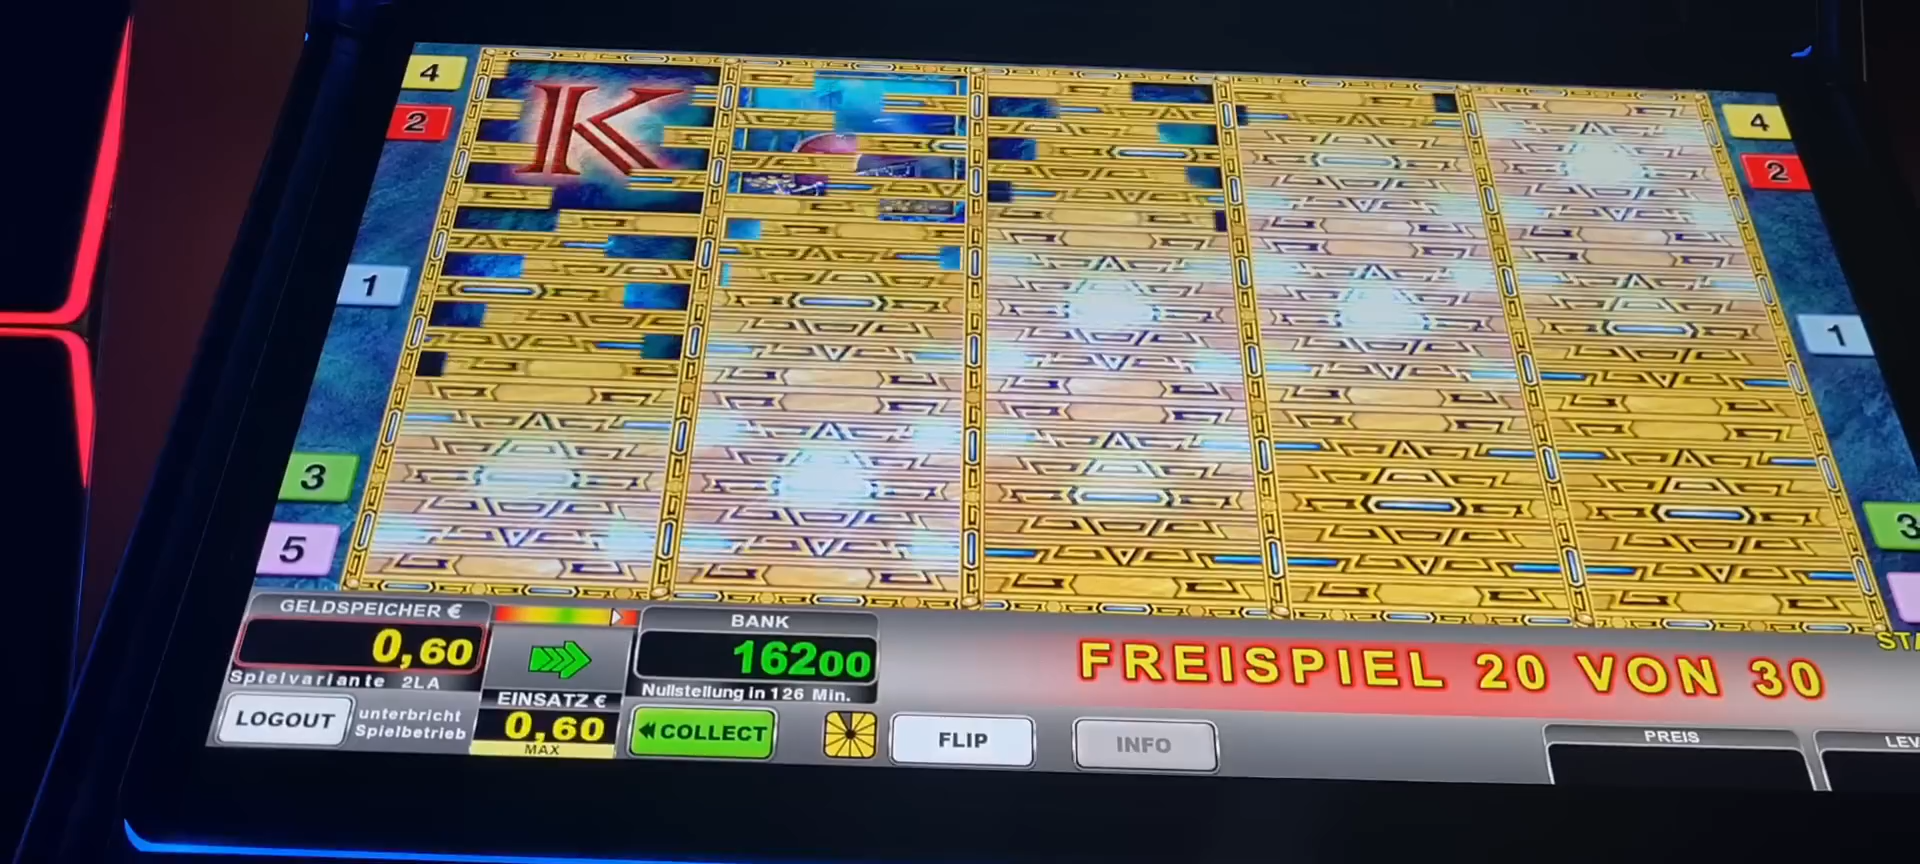 4
K
4
2
2
1
1
3
3
5
GELDSPEICHER €
BANK
0,60
16200
FREISPIEL 20 VON 30
Spielvariante 2LA
Nullstellung in 126 Min.
EINSATZ €
LOGOUT
unterbricht
Spielbetrieb
0,60
MAX
COLLECT
FLIP
INFO
PREIS